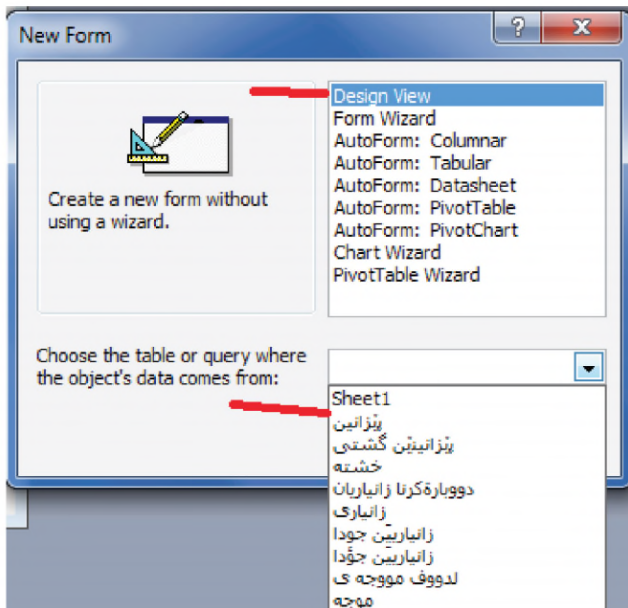 New Form
Design View
Form Wizard
AutoForm: Columnar
AutoForm: Tabular
AutoForm: Datasheet
AutoForm: PivotTable
AutoForm: PivotChart
Chart Wizard
PivotTable Wizard
Create a new form without
using a wizard.
Choose the table or query where
the object's data comes from:
Sheet1
پێزانین
پێزانینێن گشتی
خشته
دووبارةكرنا زانیاریان
زانیاری
زانیاریێن جودا
زانیاریێن جؤدا
لدووف مووجه ی
موجه